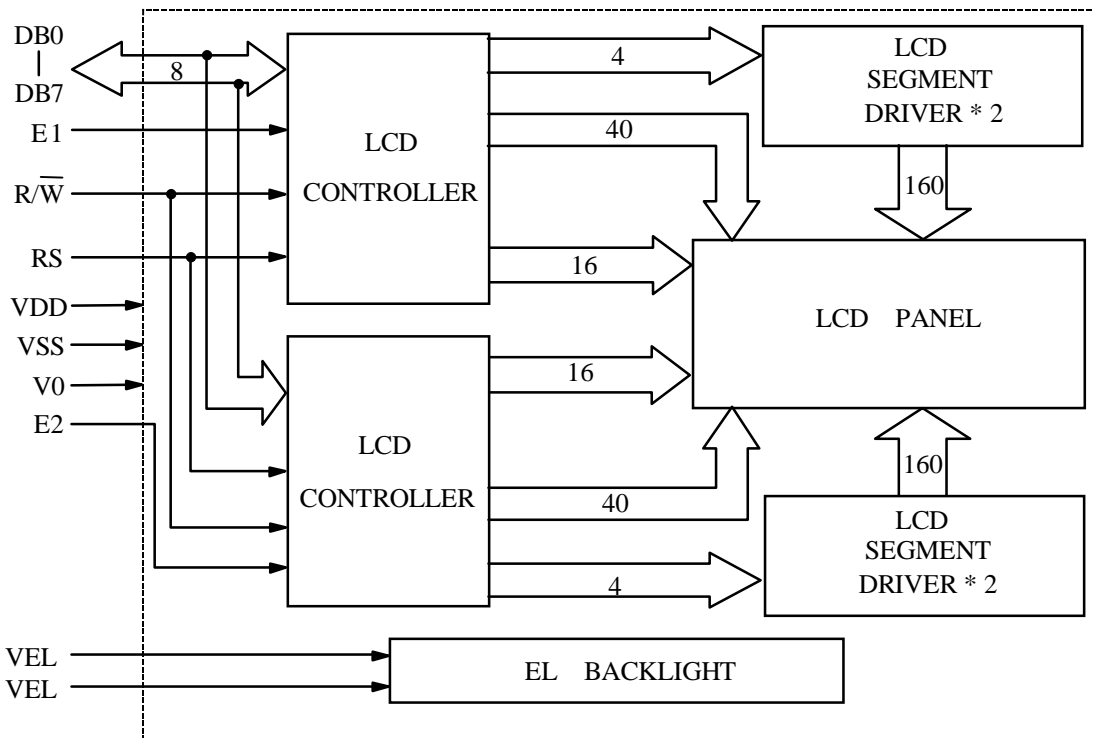 DB0
DB7
8
E1
R/W̅
RS
VDD
VSS
V0
E2
VEL
VEL
LCD
CONTROLLER
4
40
16
LCD
SEGMENT
DRIVER * 2
160
LCD PANEL
LCD
CONTROLLER
16
40
4
160
LCD
SEGMENT
DRIVER * 2
EL BACKLIGHT